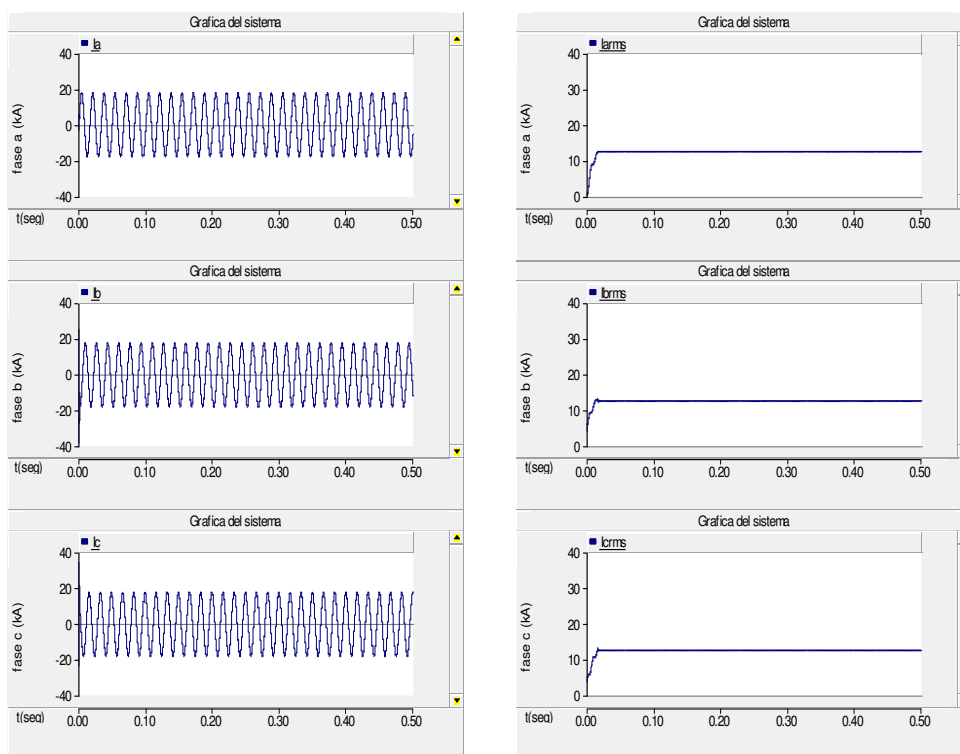 Grafica del sistema
Ia
fase a (kA)
40
20
0
-20
-40
t(seg)
0.00 0.10 0.20 0.30 0.40 0.50
Grafica del sistema
Iarms
fase a (kA)
40
30
20
10
0
t(seg)
0.00 0.10 0.20 0.30 0.40 0.50
Grafica del sistema
Ib
fase b (kA)
40
20
0
-20
-40
t(seg)
0.00 0.10 0.20 0.30 0.40 0.50
Grafica del sistema
Ibrms
fase b (kA)
40
30
20
10
0
t(seg)
0.00 0.10 0.20 0.30 0.40 0.50
Grafica del sistema
Ic
fase c (kA)
40
20
0
-20
-40
t(seg)
0.00 0.10 0.20 0.30 0.40 0.50
Grafica del sistema
Icrms
fase c (kA)
40
30
20
10
0
t(seg)
0.00 0.10 0.20 0.30 0.40 0.50